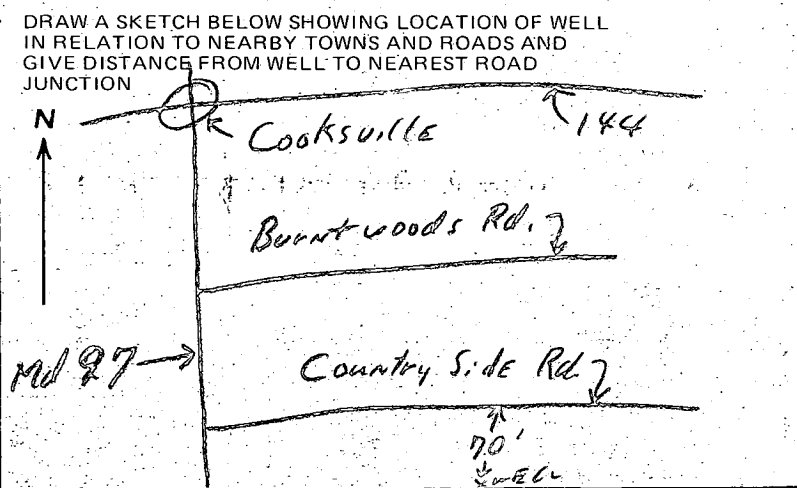 DRAW A SKETCH BELOW SHOWING LOCATION OF WELL
IN RELATION TO NEARBY TOWNS AND ROADS AND
GIVE DISTANCE FROM WELL TO NEAREST ROAD
JUNCTION
N
Cooksville
144
Burntwoods Rd.
Md 97
Country Side Rd
70'
WELL